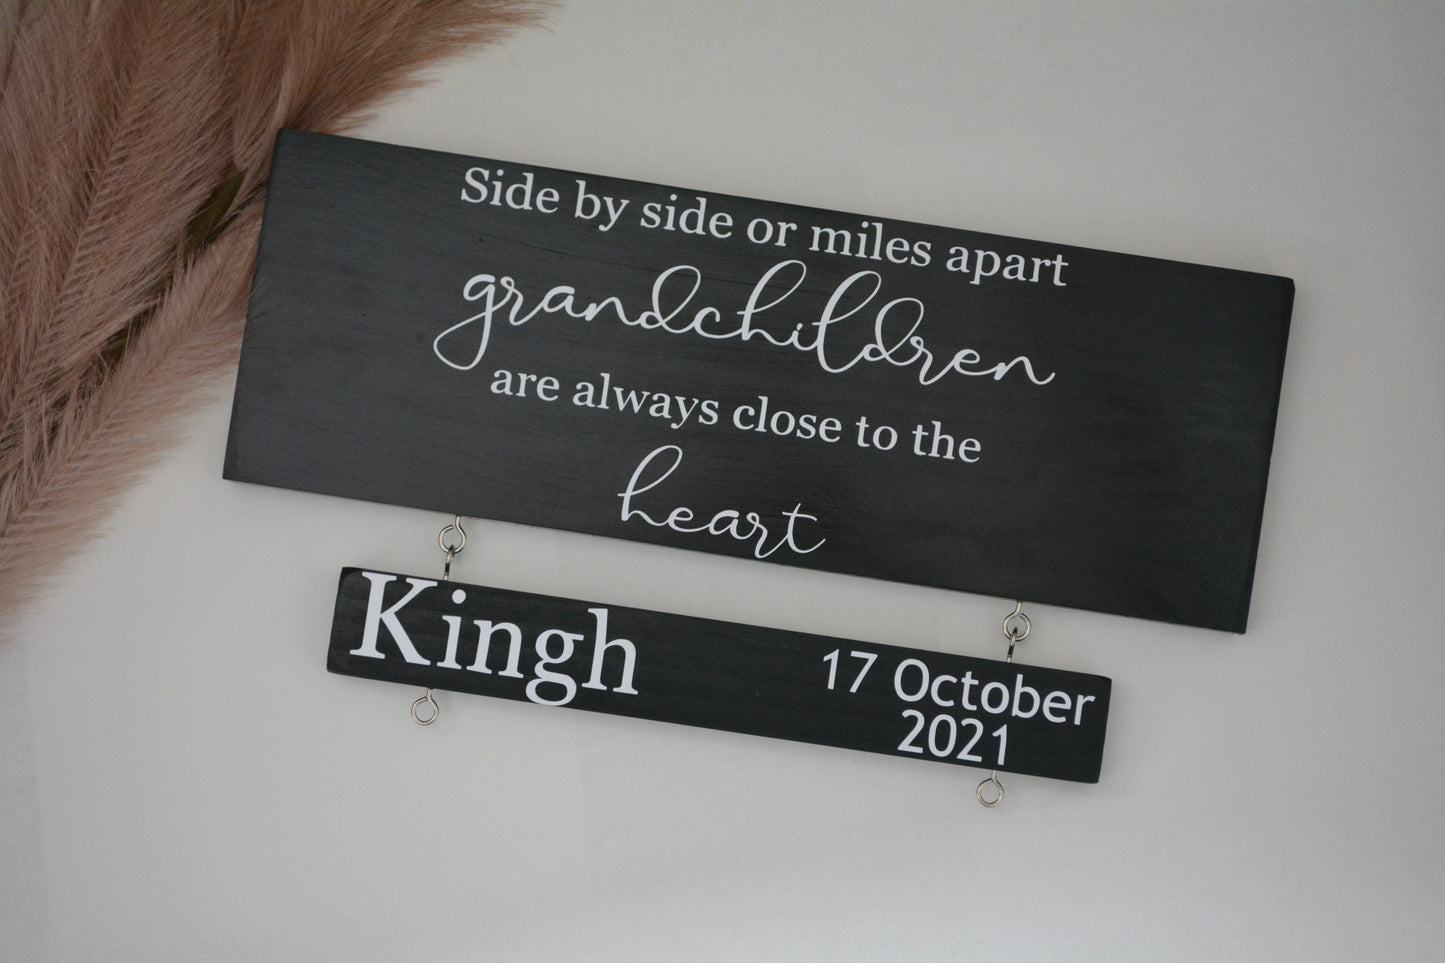 Side by side or miles apart
grandchildren
are always close to the
heart
Kingh
17 October
2021